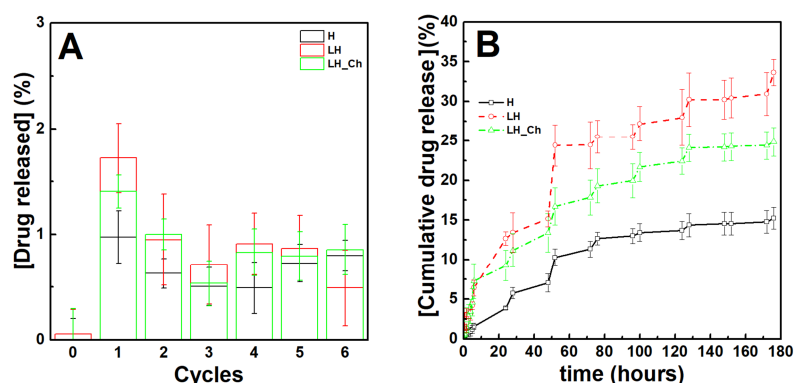 A
H
LH
LH_Ch
[Drug released] (%)
3
2
1
0
0 1 2 3 4 5 6
Cycles
B
H
LH
LH_Ch
[Cumulative drug release ](%)
40
35
30
25
20
15
10
5
0
0 20 40 60 80 100 120 140 160 180
time (hours)